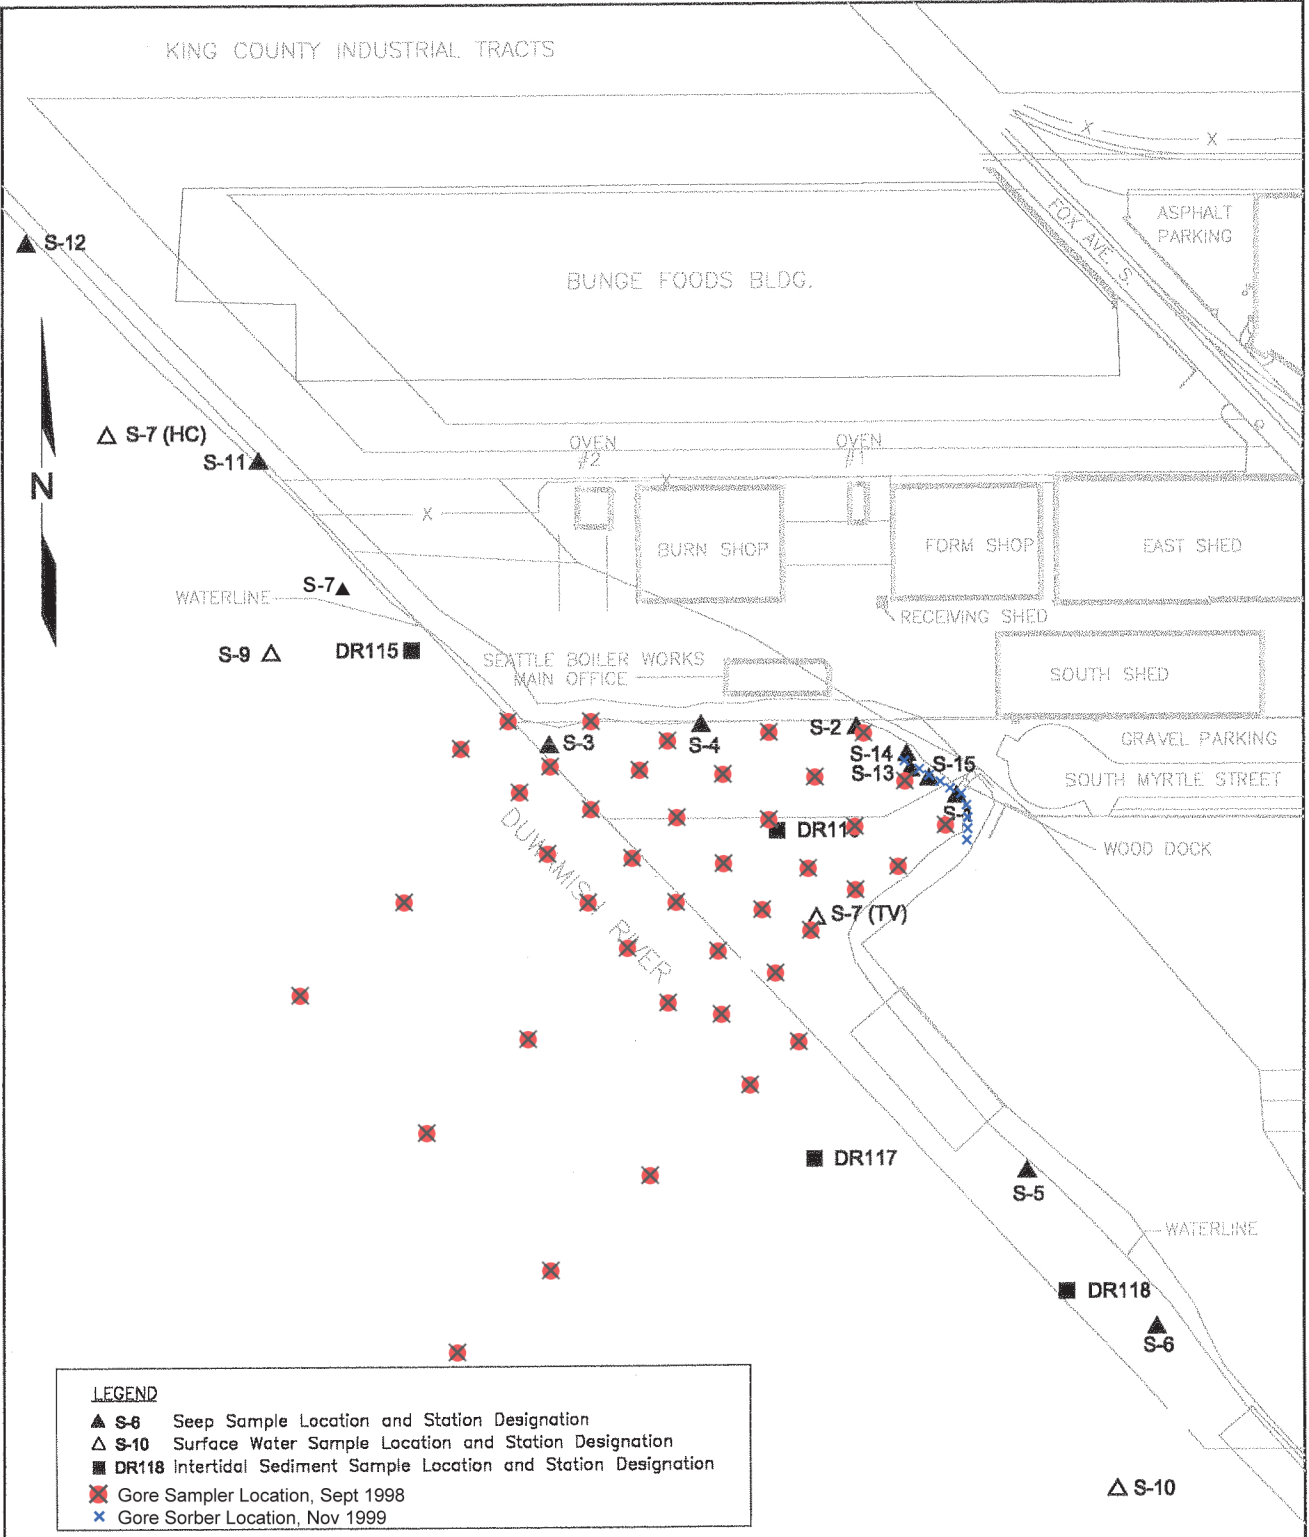 KING COUNTY INDUSTRIAL TRACTS
X
X
FOX AVE. S.
ASPHALT
PARKING
S-12
BUNGE FOODS BLDG.
S-7 (HC)
S-11
OVEN
#2
OVEN
#1
X
N
X
BURN SHOP
FORM SHOP
EAST SHED
S-7
WATERLINE
RECEIVING SHED
S-9
DR115
SEATTLE BOILER WORKS
MAIN OFFICE
SOUTH SHED
S-3
S-4
S-2
S-14
S-13
S-15
GRAVEL PARKING
SOUTH MYRTLE STREET
DUWAMISH RIVER
WOOD DOCK
S-7 (TV)
DR117
S-5
WATERLINE
DR118
S-6
LEGEND
S-6 Seep Sample Location and Station Designation
S-10 Surface Water Sample Location and Station Designation
DR118 Intertidal Sediment Sample Location and Station Designation
Gore Sampler Location, Sept 1998
Gore Sorber Location, Nov 1999
S-10